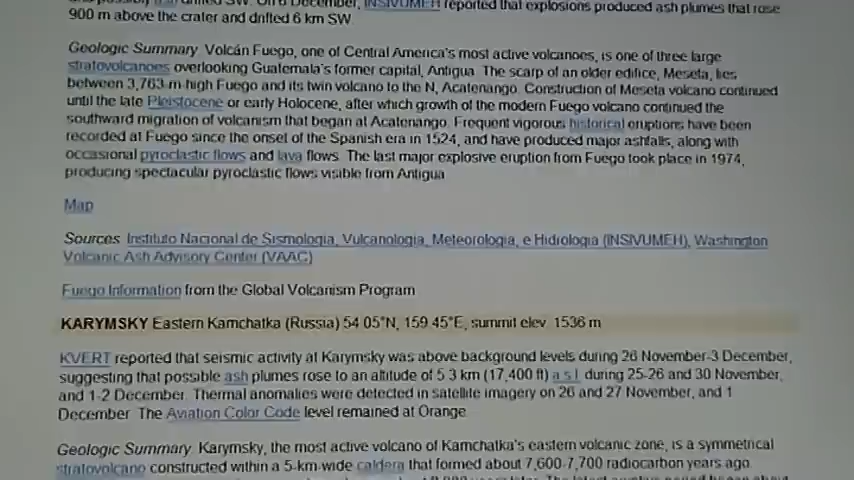 December, INSIVUMEH reported that explosions produced ash plumes that rose
900 m above the crater and drifted 6 km SW
Geologic Summary Volcán Fuego, one of Central America's most active volcanoes, is one of three large
stratovolcanoes overlooking Guatemala's former capital, Antigua The scarp of an older edifice, Meseta, lies
between 3,763-m-high Fuego and its twin volcano to the N, Acatenango. Construction of Meseta volcano continued
until the late Pleistocene or early Holocene, after which growth of the modern Fuego volcano continued the
southward migration of volcanism that began at Acatenango. Frequent vigorous historical eruptions have been
recorded at Fuego since the onset of the Spanish era in 1524, and have produced major ashfalls, along with
occasional pyroclastic flows and lava flows. The last major explosive eruption from Fuego took place in 1974,
producing spectacular pyroclastic flows visible from Antigua
Map
Sources Instituto Nacional de Sismologia, Vulcanologia, Meteorologia, e Hidrologia (INSIVUMEH), Washington
Volcanic Ash Advisory Center (VAAC)
Fuego Information from the Global Volcanism Program
KARYMSKY Eastern Kamchatka (Russia) 54 05°N, 159 45°E, summit elev 1536 m
KVERT reported that seismic activity at Karymsky was above background levels during 26 November-3 December,
suggesting that possible ash plumes rose to an altitude of 5 3 km (17,400 ft) a s l during 25-26 and 30 November,
and 1-2 December. Thermal anomalies were detected in satellite imagery on 26 and 27 November, and 1
December The Aviation Color Code level remained at Orange
Geologic Summary Karymsky, the most active volcano of Kamchatka's eastern volcanic zone, is a symmetrical
stratovolcano constructed within a 5-km-wide caldera that formed about 7,600-7,700 radiocarbon years ago